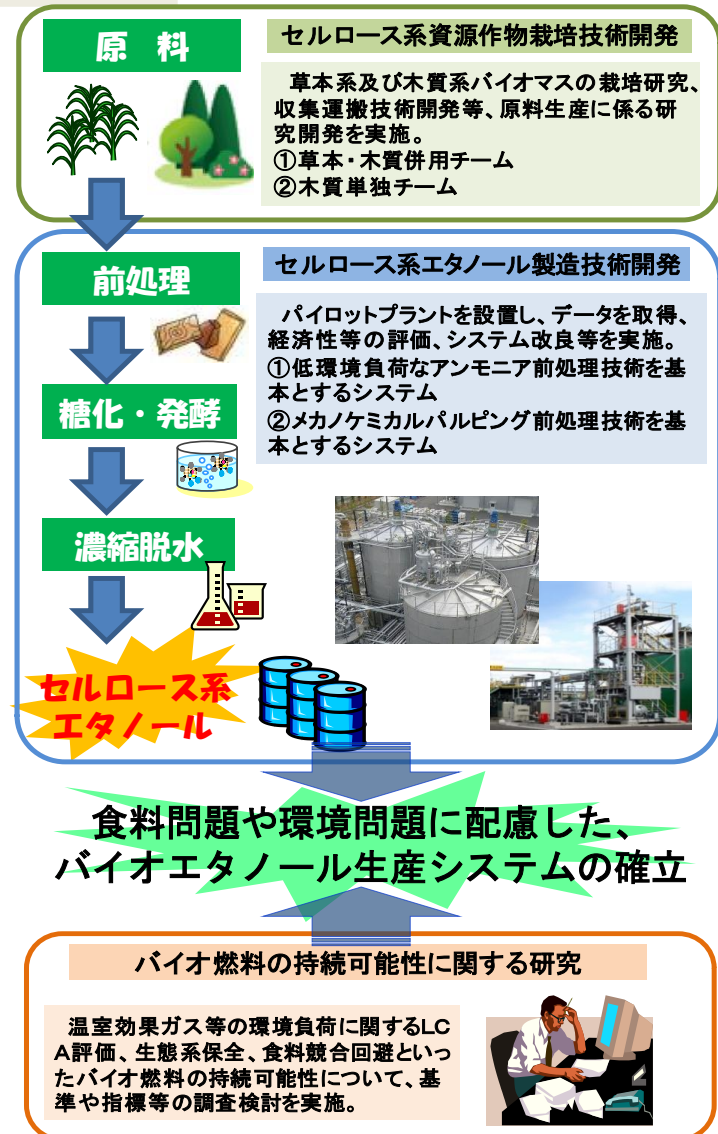 原 料
セルロース系資源作物栽培技術開発
草本系及び木質系バイオマスの栽培研究、
収集運搬技術開発等、原料生産に係る研
究開発を実施。
①草本・木質併用チーム
②木質単独チーム
前処理
セルロース系エタノール製造技術開発
パイロットプラントを設置し、データを取得、
経済性等の評価、システム改良等を実施。
①低環境負荷なアンモニア前処理技術を基
本とするシステム
②メカノケミカルパルピング前処理技術を基
本とするシステム
糖化・発酵
濃縮脱水
セルロース系
エタノール
食料問題や環境問題に配慮した、
バイオエタノール生産システムの確立
バイオ燃料の持続可能性に関する研究
温室効果ガス等の環境負荷に関するLC
A評価、生態系保全、食料競合回避といっ
たバイオ燃料の持続可能性について、基
準や指標等の調査検討を実施。